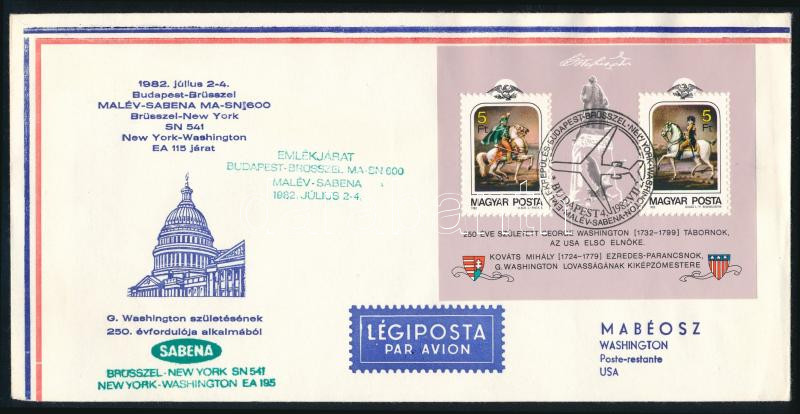 1982. július 2-4.
Budapest-Brüsszel
MALÉV-SABENA MA-SN 600
Brüsszel-New York
SN 541
New York-Washington
EA 115 járat
EMLÉKJÁRAT
BUDAPEST-BRÜSSZEL MA-SN 600
MALÉV-SABENA
1982. JÚLIUS 2-4.
G. Washington születésének
250. évfordulója alkalmából
SABENA
BRÜSSZEL-NEW YORK SN 541
NEW YORK-WASHINGTON EA 195
5 Ft
MAGYAR POSTA
5 Ft
MAGYAR POSTA
250 ÉVE SZÜLETETT GEORGE WASHINGTON [1732-1799] TÁBORNOK,
AZ USA ELSŐ ELNÖKE.
KOVÁTS MIHÁLY [1724-1779] EZREDES-PARANCSNOK,
G. WASHINGTON LOVASSÁGÁNAK KIKÉPZŐMESTERE
LÉGIPOSTA
PAR AVION
MABÉOSZ
WASHINGTON
Poste-restante
USA